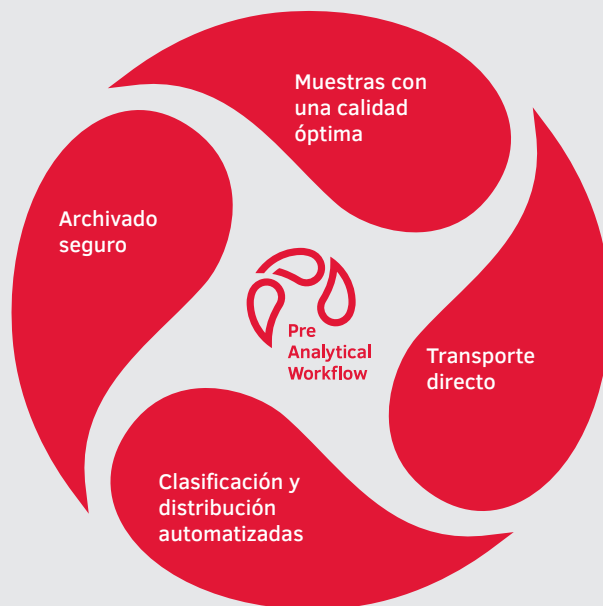 Muestras con
una calidad
óptima
Transporte
directo
Clasificación y
distribución
automatizadas
Archivado
seguro
Pre
Analytical
Workflow